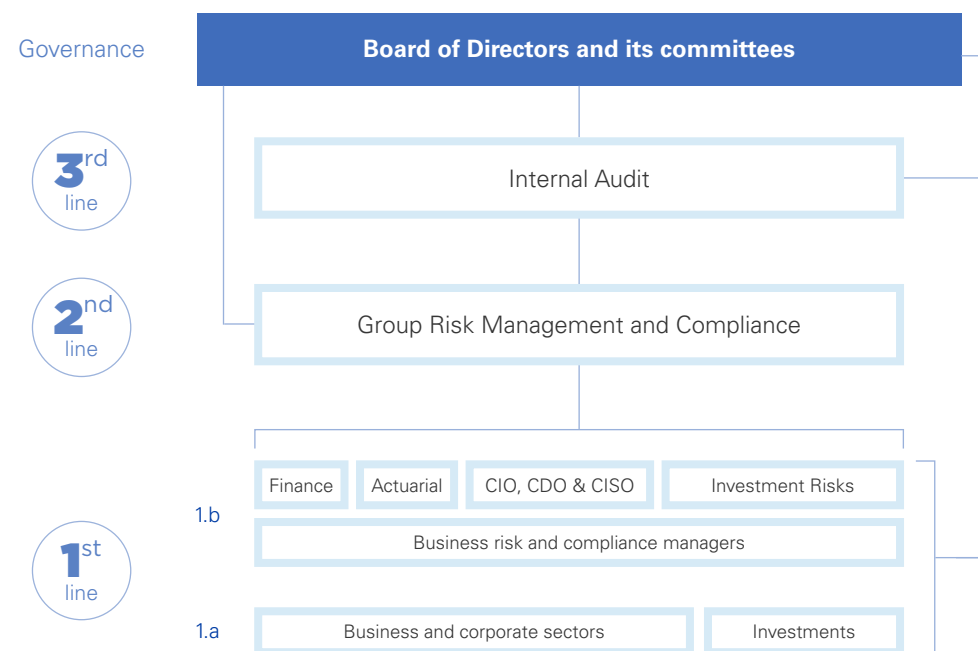 Governance
Board of Directors and its committees
3rd
line
Internal Audit
2nd
line
Group Risk Management and Compliance
1st
line
1.b
Finance
Actuarial
CIO, CDO & CISO
Investment Risks
Business risk and compliance managers
1.a
Business and corporate sectors
Investments